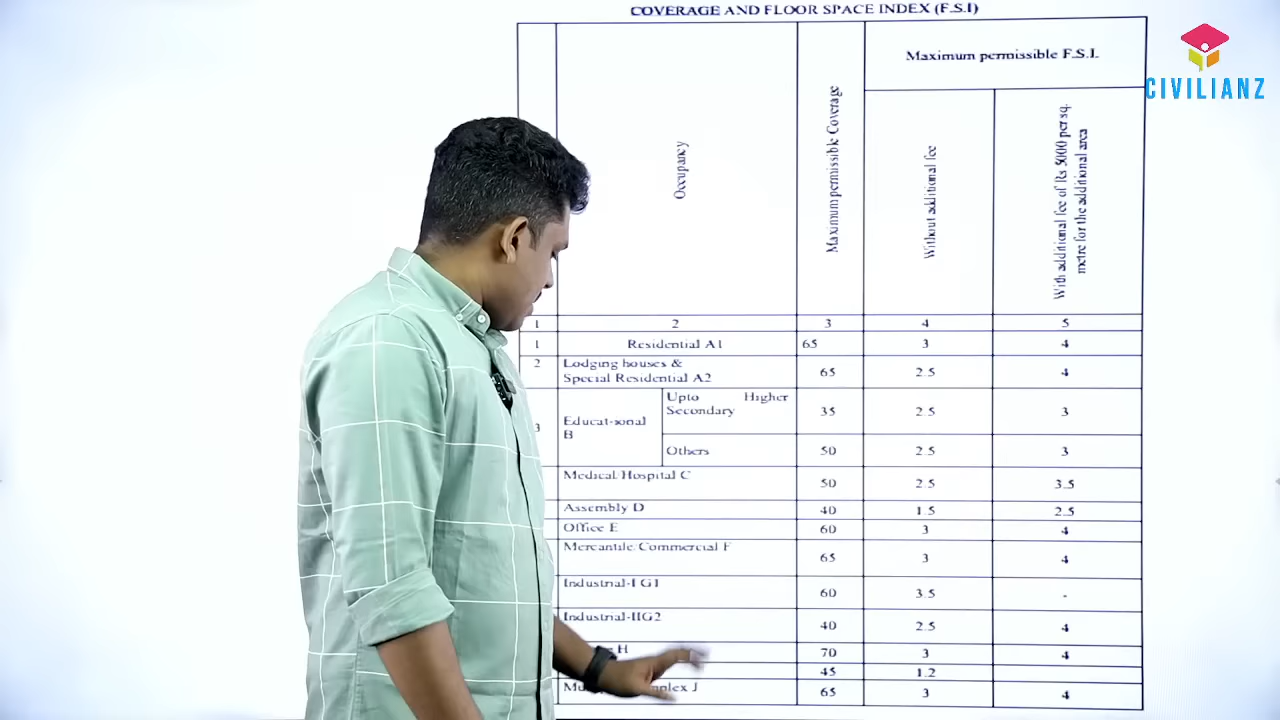 COVERAGE AND FLOOR SPACE INDEX (F.S.I)
CIVILIANZ
Occupancy
Maximum permissible Coverage
Maximum permissible F.S.I.
Without additional fee
With additional fee of Rs 5000 per sq.
metre for the additional area
1 2 3 4 5
1 Residential A1 65 3 4
2 Lodging houses &
Special Residential A2 65 2.5 4
3 Educat-ional
B
Upto Higher
Secondary 35 2.5 3
Others 50 2.5 3
Medical/Hospital C 50 2.5 3.5
Assembly D 40 1.5 2.5
Office E 60 3 4
Mercantile/Commercial F 65 3 4
Industrial-I G1 60 3.5 -
Industrial-IIG2 40 2.5 4
H 70 3 4
45 1.2
J 65 3 4